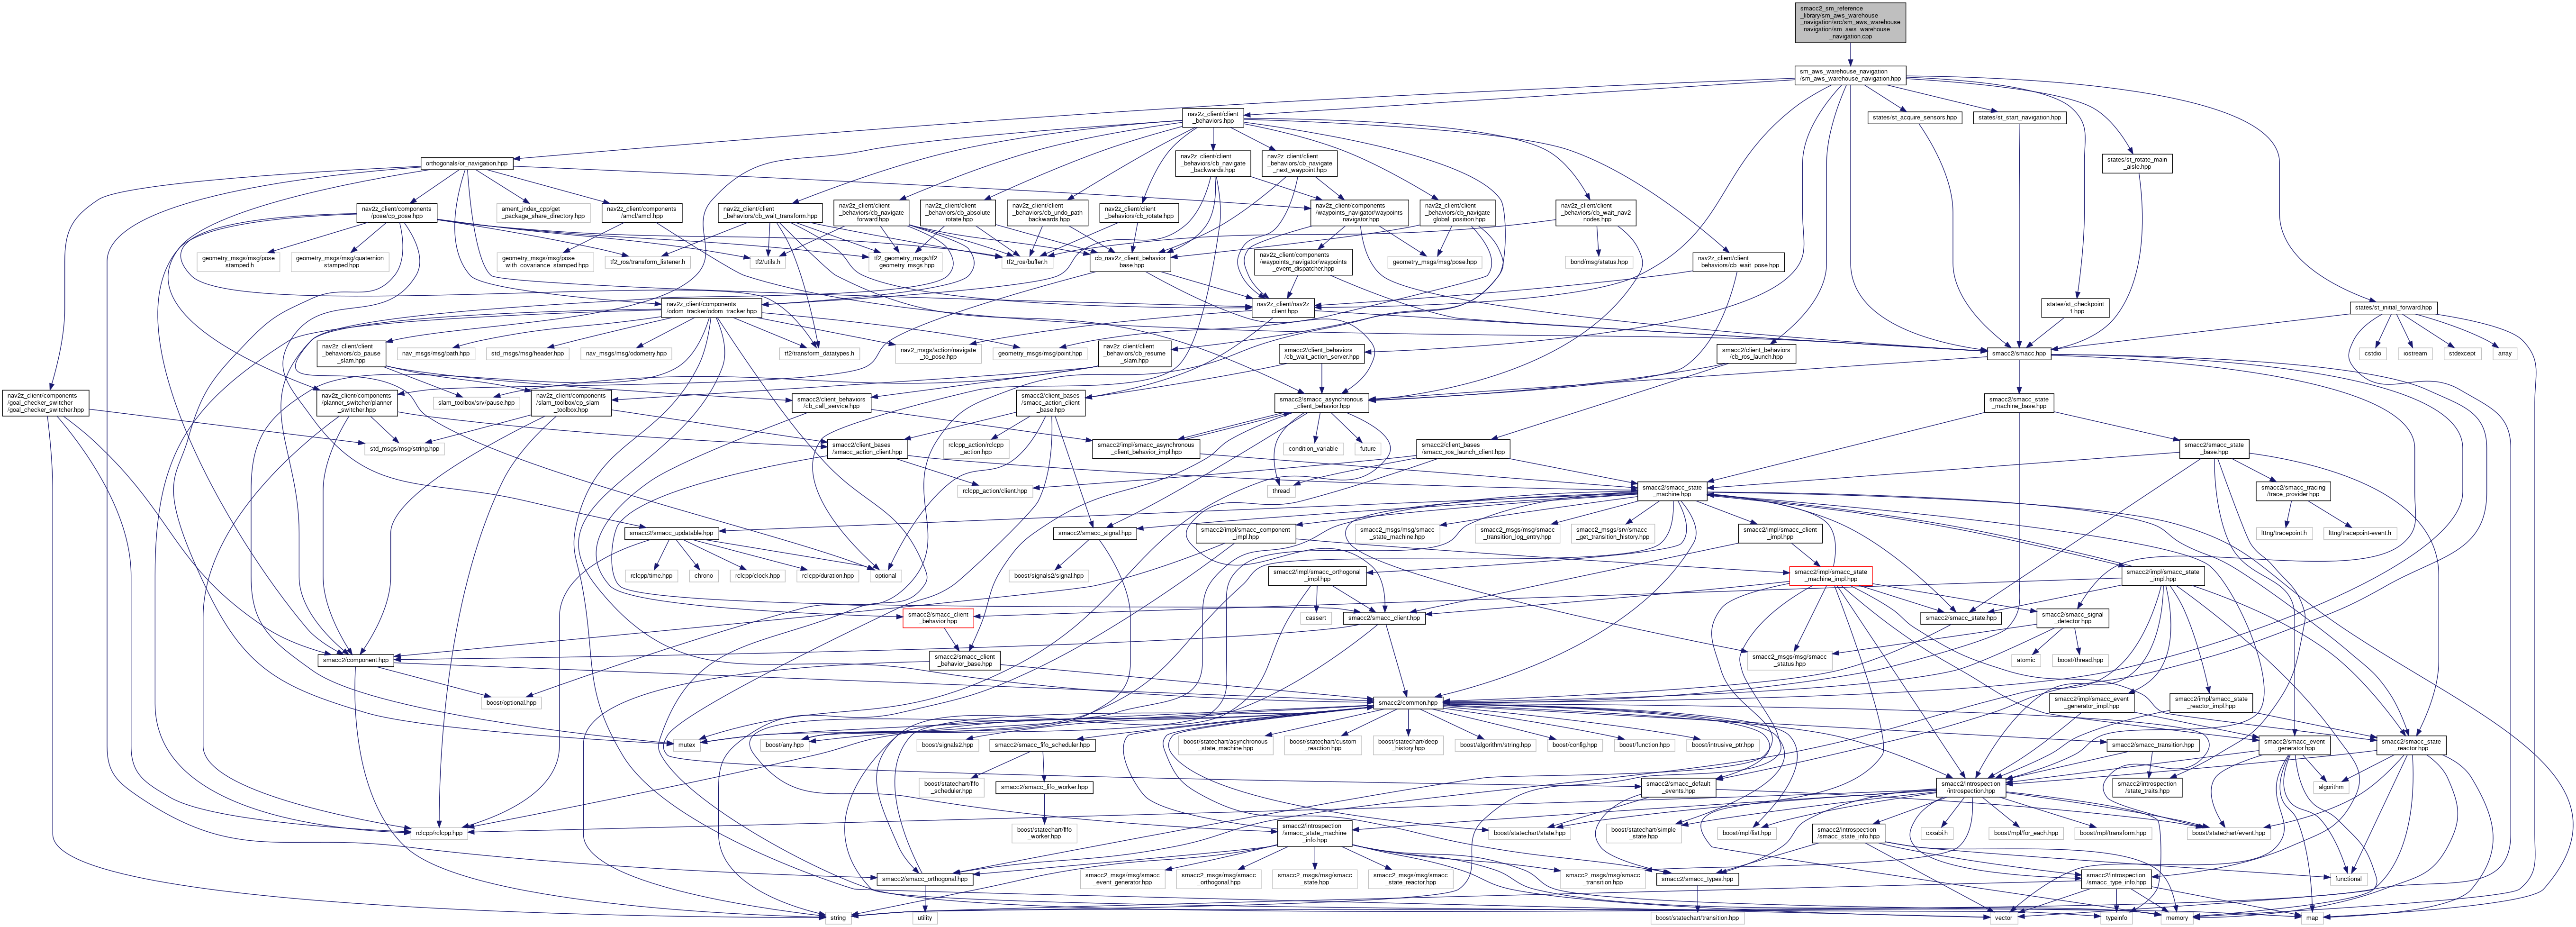 smacc2_sm_reference
_library/sm_aws_warehouse
_navigation/src/sm_aws_warehouse
_navigation/sm_aws_warehouse
_navigation.cpp
sm_aws_warehouse_navigation
/sm_aws_warehouse_navigation.hpp
nav2z_client/client
_behaviors.hpp
states/st_acquire_sensors.hpp
states/st_start_navigation.hpp
orthogonals/or_navigation.hpp
nav2z_client/client
_behaviors/cb_navigate
_backwards.hpp
nav2z_client/client
_behaviors/cb_navigate
_next_waypoint.hpp
states/st_rotate_main
_aisle.hpp
nav2z_client/components
/pose/cp_pose.hpp
ament_index_cpp/get
_package_share_directory.hpp
nav2z_client/components
/amcl/amcl.hpp
nav2z_client/client
_behaviors/cb_wait_transform.hpp
nav2z_client/client
_behaviors/cb_navigate
_forward.hpp
nav2z_client/client
_behaviors/cb_absolute
_rotate.hpp
nav2z_client/client
_behaviors/cb_undo_path
_backwards.hpp
nav2z_client/client
_behaviors/cb_rotate.hpp
nav2z_client/components
/waypoints_navigator/waypoints
_navigator.hpp
nav2z_client/client
_behaviors/cb_navigate
_global_position.hpp
nav2z_client/client
_behaviors/cb_wait_nav2
_nodes.hpp
geometry_msgs/msg/pose
_stamped.h
geometry_msgs/msg/quaternion
_stamped.hpp
geometry_msgs/msg/pose
_with_covariance_stamped.hpp
tf2_ros/transform_listener.h
tf2/utils.h
tf2_geometry_msgs/tf2
_geometry_msgs.hpp
tf2_ros/buffer.h
cb_nav2z_client_behavior
_base.hpp
nav2z_client/components
/waypoints_navigator/waypoints
_event_dispatcher.hpp
geometry_msgs/msg/pose.hpp
bond/msg/status.hpp
nav2z_client/client
_behaviors/cb_wait_pose.hpp
nav2z_client/components
/odom_tracker/odom_tracker.hpp
nav2z_client/nav2z
_client.hpp
states/st_checkpoint
_1.hpp
states/st_initial_forward.hpp
nav2z_client/client
_behaviors/cb_pause
_slam.hpp
nav_msgs/msg/path.hpp
std_msgs/msg/header.hpp
nav_msgs/msg/odometry.hpp
tf2/transform_datatypes.h
nav2_msgs/action/navigate
_to_pose.hpp
geometry_msgs/msg/point.hpp
nav2z_client/client
_behaviors/cb_resume
_slam.hpp
smacc2/client_behaviors
/cb_wait_action_server.hpp
smacc2/client_behaviors
/cb_ros_launch.hpp
smacc2/smacc.hpp
cstdio
iostream
stdexcept
array
nav2z_client/components
/goal_checker_switcher
/goal_checker_switcher.hpp
nav2z_client/components
/planner_switcher/planner
_switcher.hpp
slam_toolbox/srv/pause.hpp
nav2z_client/components
/slam_toolbox/cp_slam
_toolbox.hpp
smacc2/client_behaviors
/cb_call_service.hpp
smacc2/client_bases
/smacc_action_client
_base.hpp
smacc2/smacc_asynchronous
_client_behavior.hpp
smacc2/smacc_state
_machine_base.hpp
std_msgs/msg/string.hpp
smacc2/client_bases
/smacc_action_client.hpp
rclcpp_action/rclcpp
_action.hpp
smacc2/impl/smacc_asynchronous
_client_behavior_impl.hpp
condition_variable
future
smacc2/client_bases
/smacc_ros_launch_client.hpp
smacc2/smacc_state
_base.hpp
rclcpp_action/client.hpp
thread
smacc2/smacc_state
_machine.hpp
smacc2/smacc_tracing
/trace_provider.hpp
smacc2/smacc_updatable.hpp
smacc2/smacc_signal.hpp
smacc2/impl/smacc_component
_impl.hpp
smacc2_msgs/msg/smacc
_state_machine.hpp
smacc2_msgs/msg/smacc
_transition_log_entry.hpp
smacc2_msgs/srv/smacc
_get_transition_history.hpp
smacc2/impl/smacc_client
_impl.hpp
lttng/tracepoint.h
lttng/tracepoint-event.h
rclcpp/time.hpp
chrono
rclcpp/clock.hpp
rclcpp/duration.hpp
optional
boost/signals2/signal.hpp
smacc2/impl/smacc_orthogonal
_impl.hpp
smacc2/impl/smacc_state
_machine_impl.hpp
smacc2/impl/smacc_state
_impl.hpp
smacc2/smacc_client
_behavior.hpp
cassert
smacc2/smacc_client.hpp
smacc2/smacc_state.hpp
smacc2/smacc_signal
_detector.hpp
smacc2/component.hpp
smacc2/smacc_client
_behavior_base.hpp
smacc2_msgs/msg/smacc
_status.hpp
atomic
boost/thread.hpp
boost/optional.hpp
smacc2/common.hpp
smacc2/impl/smacc_event
_generator_impl.hpp
smacc2/impl/smacc_state
_reactor_impl.hpp
mutex
boost/any.hpp
boost/signals2.hpp
smacc2/smacc_fifo_scheduler.hpp
boost/statechart/asynchronous
_state_machine.hpp
boost/statechart/custom
_reaction.hpp
boost/statechart/deep
_history.hpp
boost/algorithm/string.hpp
boost/config.hpp
boost/function.hpp
boost/intrusive_ptr.hpp
smacc2/smacc_transition.hpp
smacc2/smacc_event
_generator.hpp
smacc2/smacc_state
_reactor.hpp
boost/statechart/fifo
_scheduler.hpp
smacc2/smacc_fifo_worker.hpp
smacc2/smacc_default
_events.hpp
smacc2/introspection
/introspection.hpp
smacc2/introspection
/state_traits.hpp
algorithm
rclcpp/rclcpp.hpp
boost/statechart/fifo
_worker.hpp
smacc2/introspection
/smacc_state_machine
_info.hpp
boost/statechart/state.hpp
boost/statechart/simple
_state.hpp
boost/mpl/list.hpp
smacc2/introspection
/smacc_state_info.hpp
cxxabi.h
boost/mpl/for_each.hpp
boost/mpl/transform.hpp
boost/statechart/event.hpp
smacc2/smacc_orthogonal.hpp
smacc2_msgs/msg/smacc
_event_generator.hpp
smacc2_msgs/msg/smacc
_orthogonal.hpp
smacc2_msgs/msg/smacc
_state.hpp
smacc2_msgs/msg/smacc
_state_reactor.hpp
smacc2_msgs/msg/smacc
_transition.hpp
smacc2/smacc_types.hpp
smacc2/introspection
/smacc_type_info.hpp
functional
string
utility
boost/statechart/transition.hpp
vector
typeinfo
memory
map